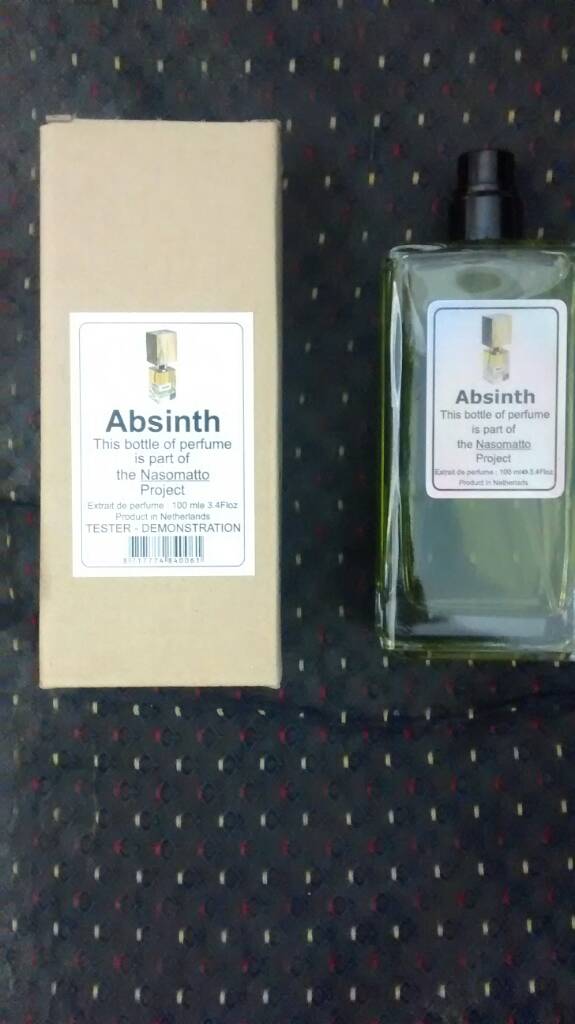 Absinth
This bottle of perfume
is part of
the Nasomatto
Project
Extrait de perfume : 100 mle 3.4Floz
Product in Netherlands
TESTER - DEMONSTRATION
Absinth
This bottle of perfume
is part of
the Nasomatto
Project
Extrait de perfume : 100 mle 3.4Floz
Product in Netherlads